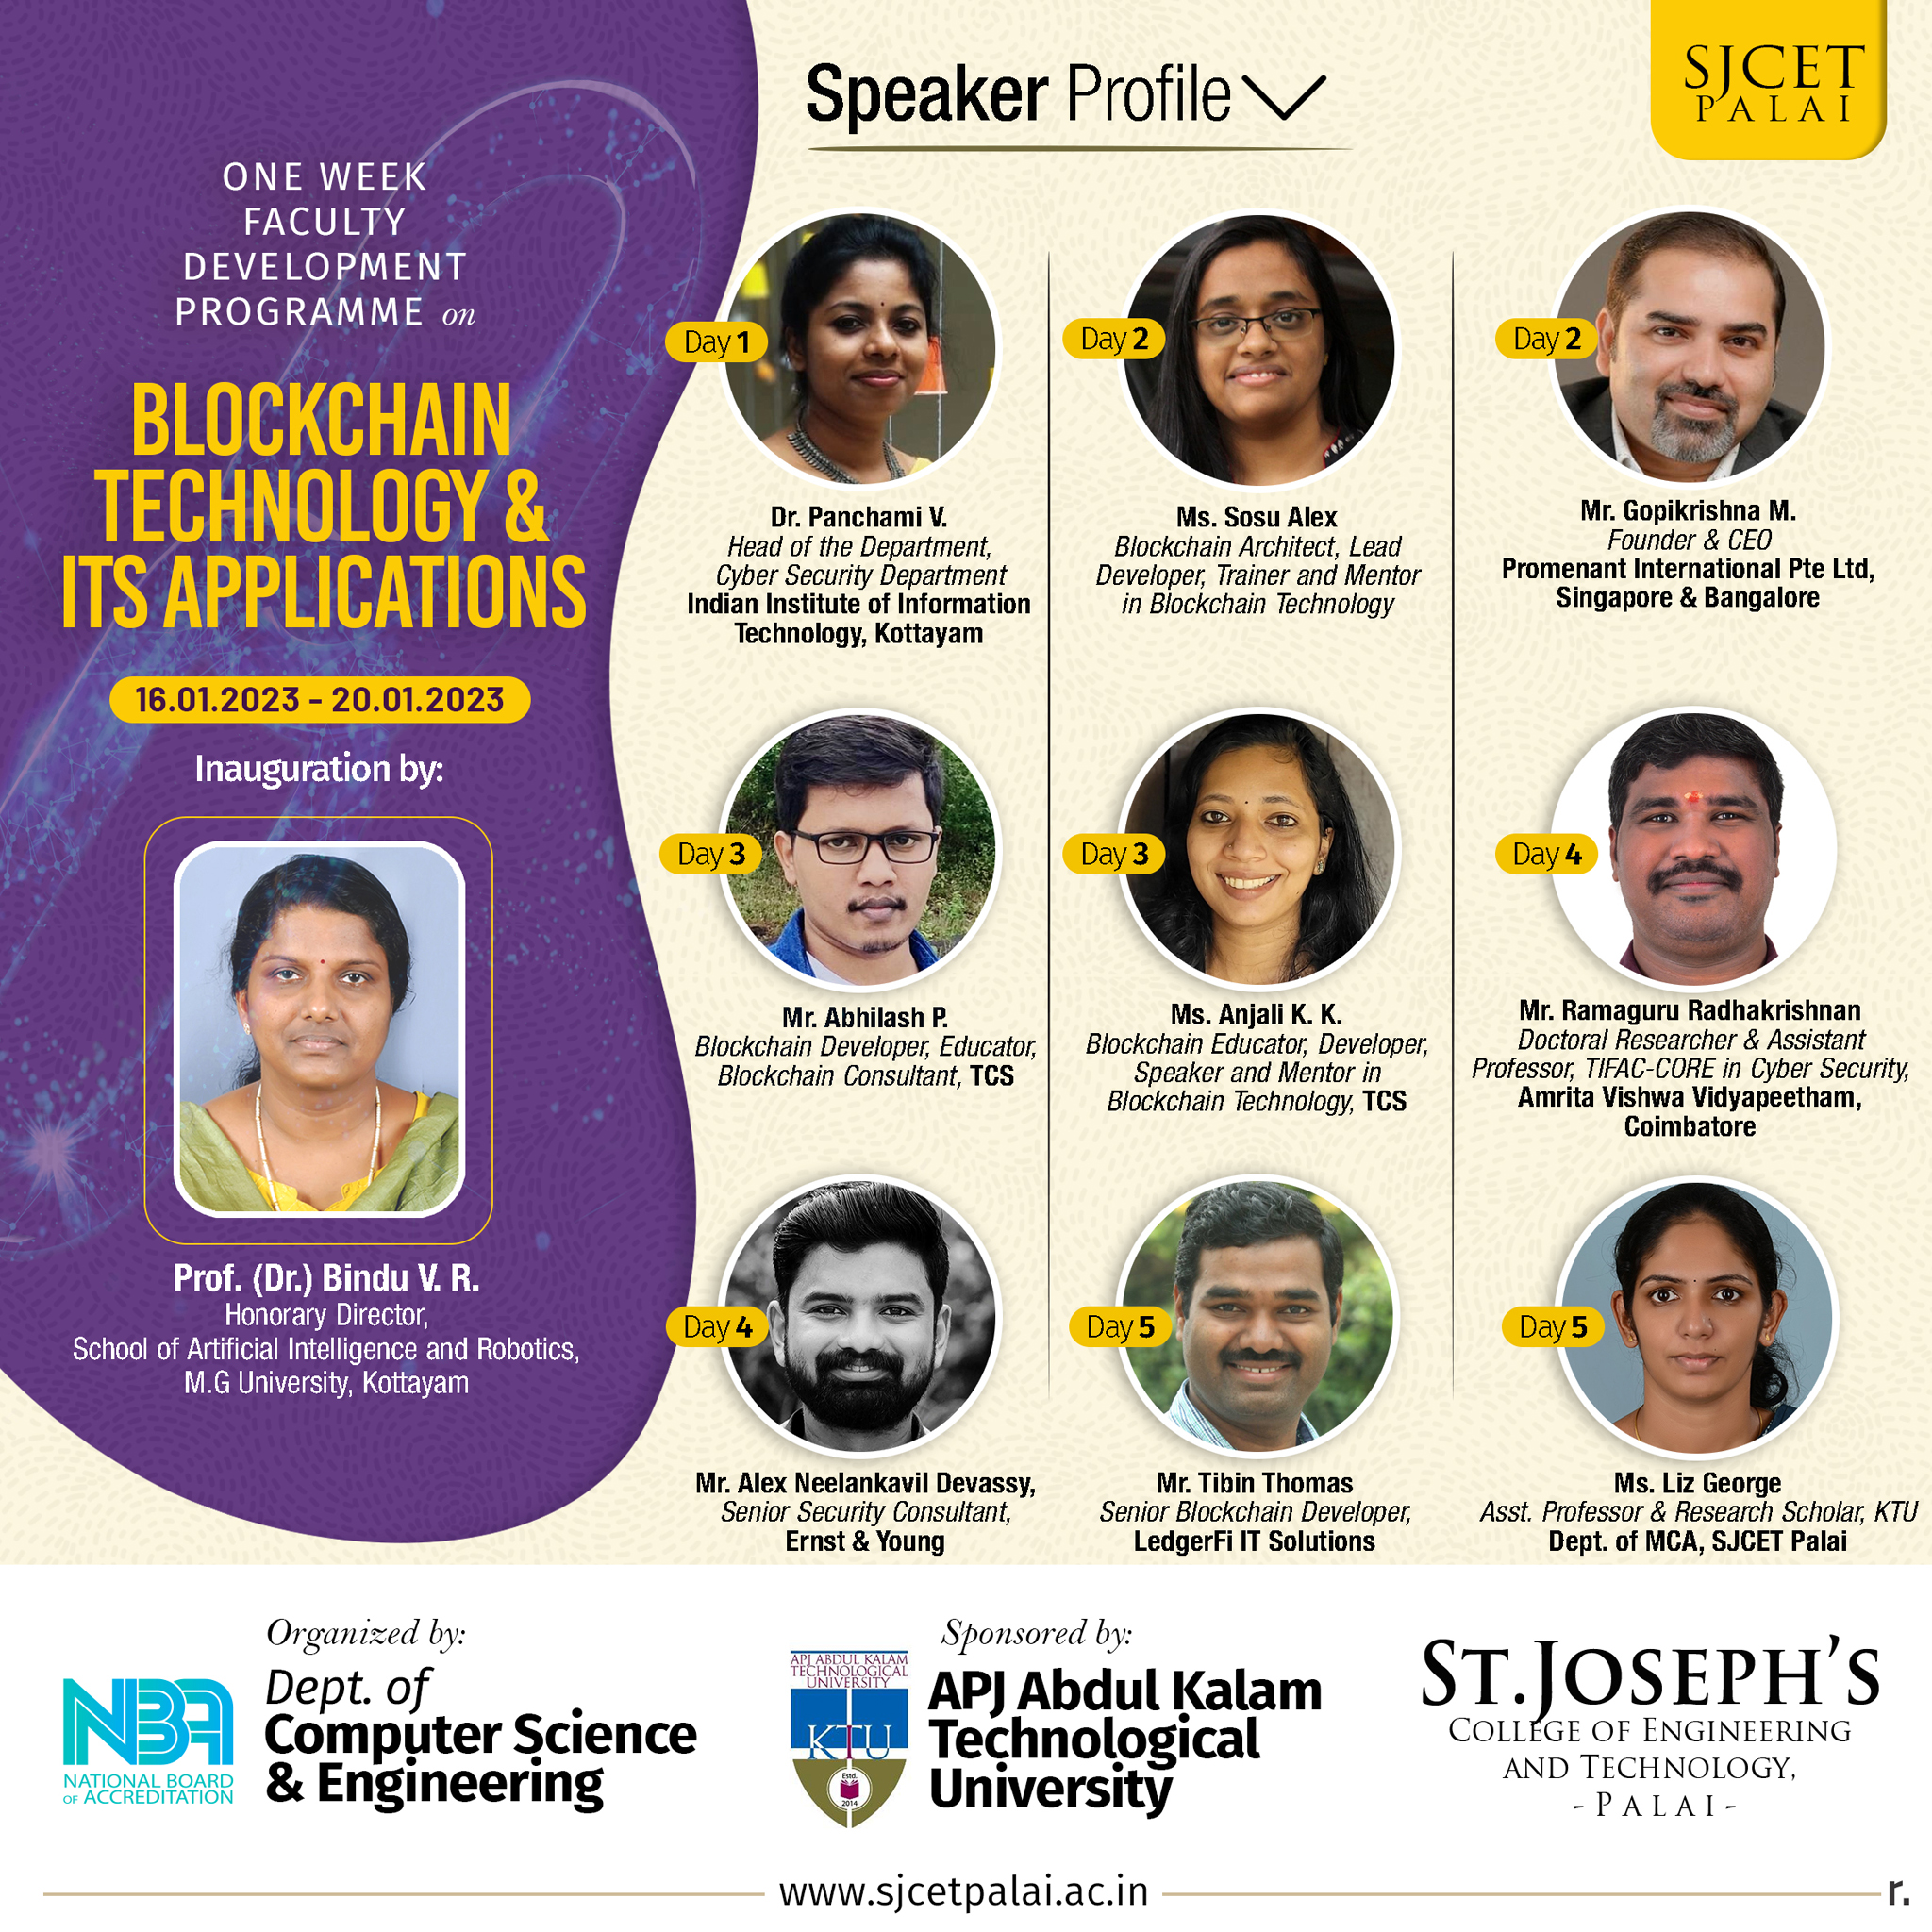 ONE WEEK
FACULTY
DEVELOPMENT
PROGRAMME on
BLOCKCHAIN
TECHNOLOGY &
ITS APPLICATIONS
16.01.2023 - 20.01.2023
Inauguration by:
Prof. (Dr.) Bindu V. R.
Honorary Director,
School of Artificial Intelligence and Robotics,
M.G University, Kottayam
Speaker Profile
SJCET
PALAI
Day 1
Dr. Panchami V.
Head of the Department,
Cyber Security Department
Indian Institute of Information
Technology, Kottayam
Day 2
Ms. Sosu Alex
Blockchain Architect, Lead
Developer, Trainer and Mentor
in Blockchain Technology
Day 2
Mr. Gopikrishna M.
Founder & CEO
Promenant International Pte Ltd,
Singapore & Bangalore
Day 3
Mr. Abhilash P.
Blockchain Developer, Educator,
Blockchain Consultant, TCS
Day 3
Ms. Anjali K. K.
Blockchain Educator, Developer,
Speaker and Mentor in
Blockchain Technology, TCS
Day 4
Mr. Ramaguru Radhakrishnan
Doctoral Researcher & Assistant
Professor, TIFAC-CORE in Cyber Security,
Amrita Vishwa Vidyapeetham,
Coimbatore
Day 4
Mr. Alex Neelankavil Devassy,
Senior Security Consultant,
Ernst & Young
Day 5
Mr. Tibin Thomas
Senior Blockchain Developer,
LedgerFi IT Solutions
Day 5
Ms. Liz George
Asst. Professor & Research Scholar, KTU
Dept. of MCA, SJCET Palai
NBA
NATIONAL BOARD
OF ACCREDITATION
Organized by:
Dept. of
Computer Science
& Engineering
APJ ABDUL KALAM
TECHNOLOGICAL
UNIVERSITY
KTU
Estd.
2014
Sponsored by:
APJ Abdul Kalam
Technological
University
ST. JOSEPH'S
COLLEGE OF ENGINEERING
AND TECHNOLOGY,
- PALAI -
www.sjcetpalai.ac.in
r.